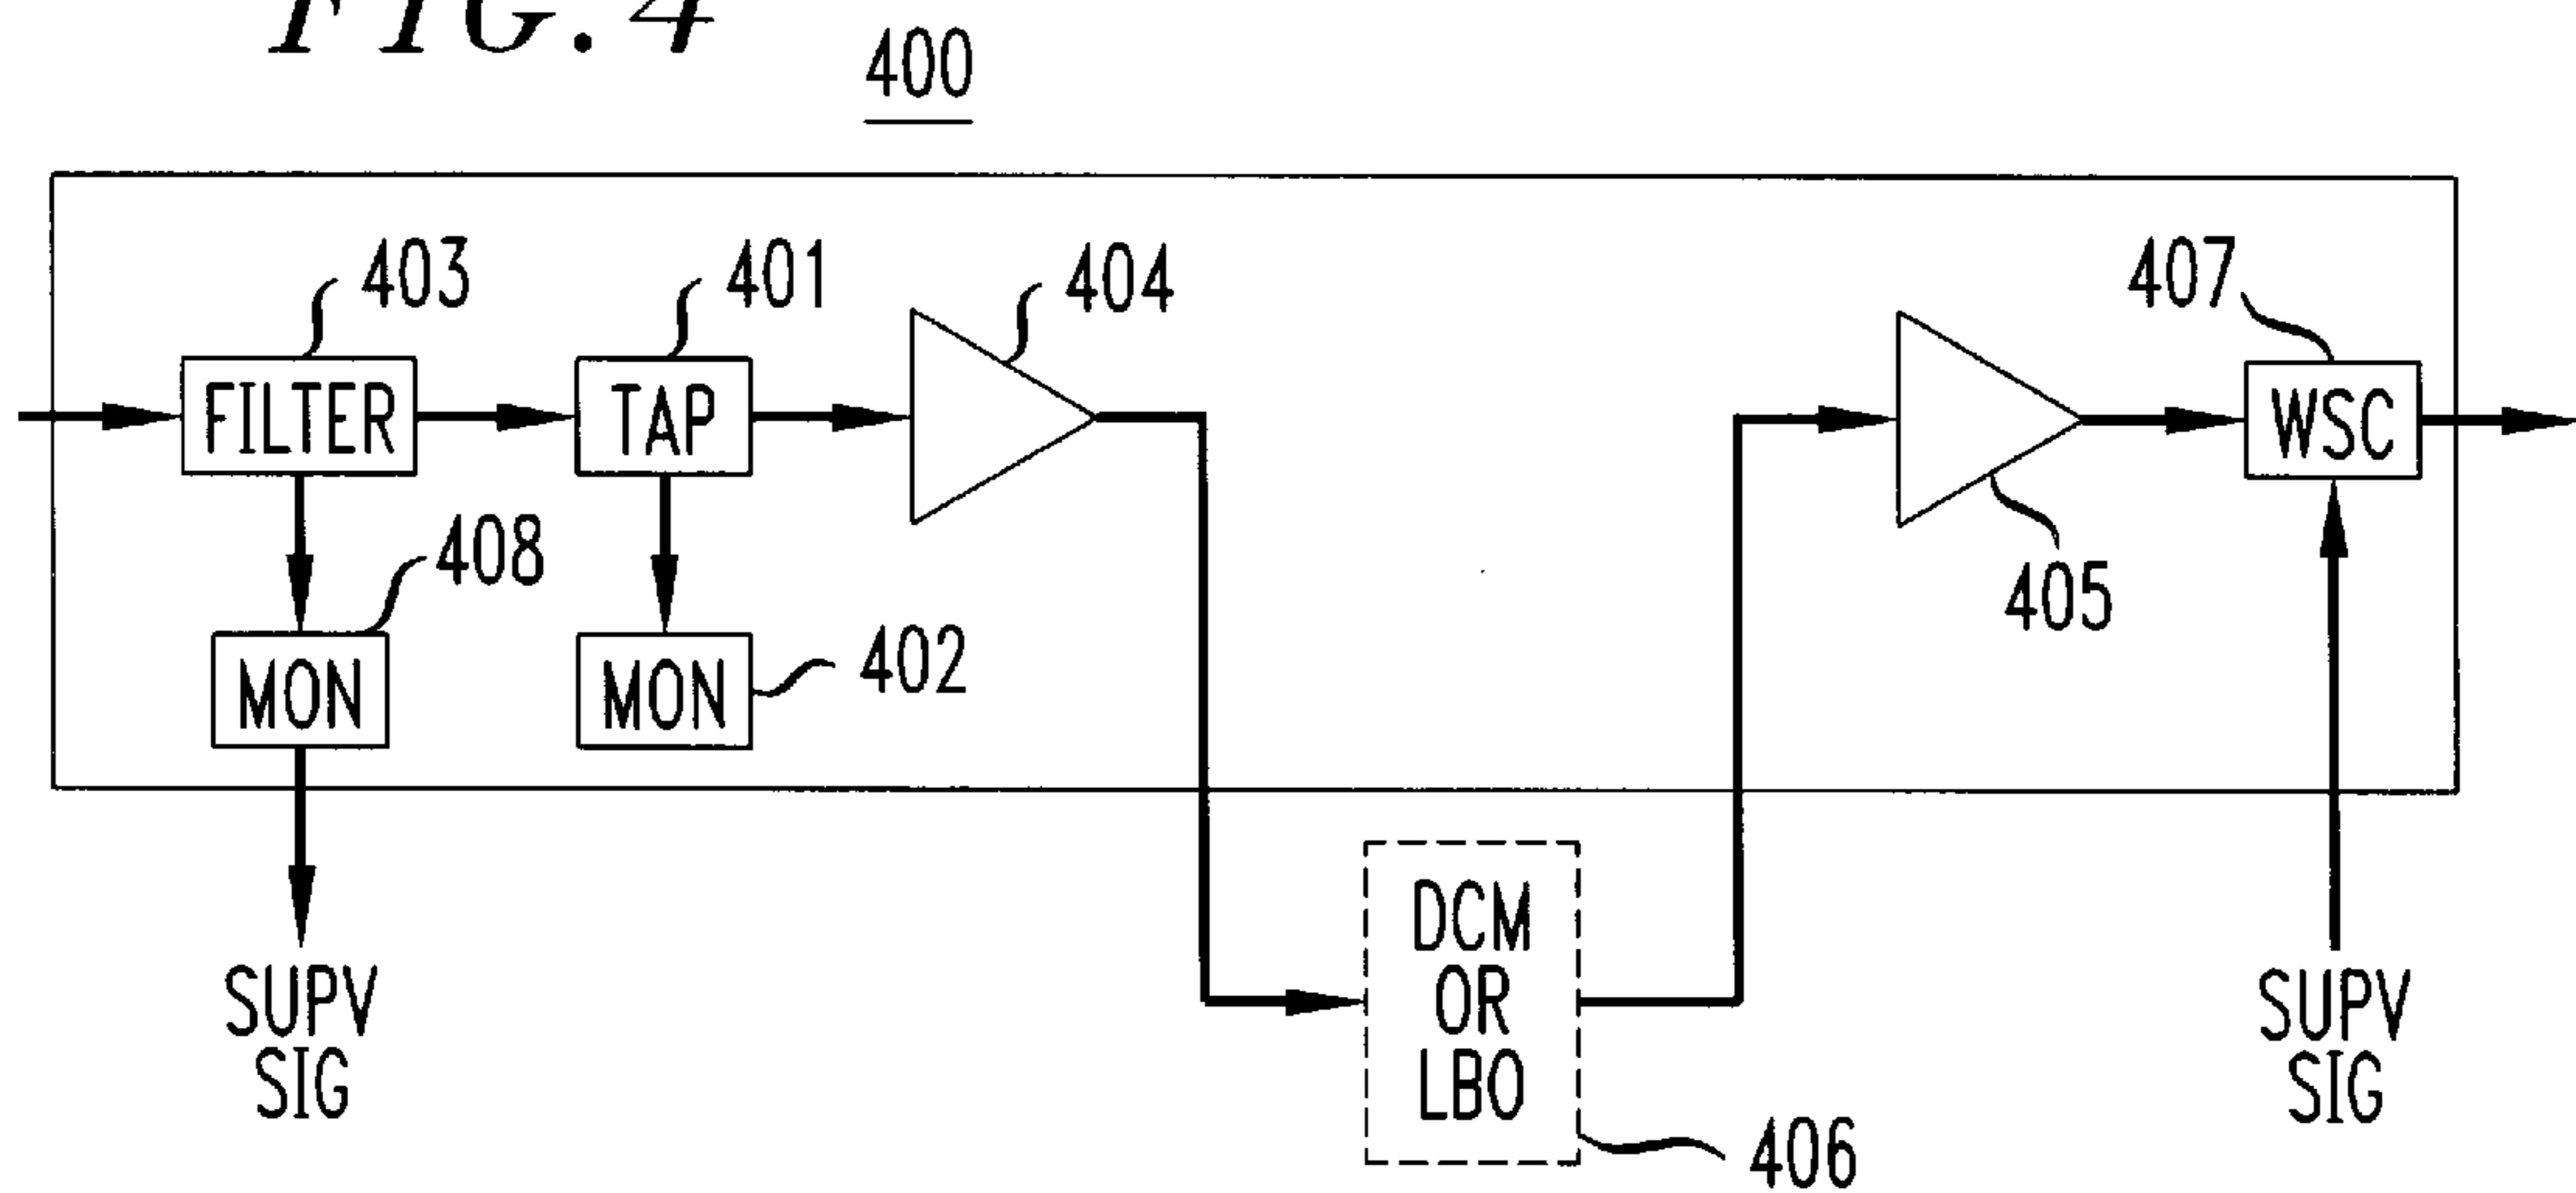 FIG. 4
400
403
401
404
407
FILTER
TAP
WSC
408
405
402
MON
MON
DCM
OR
LBO
SUPV
SIG
SUPV
SIG
406